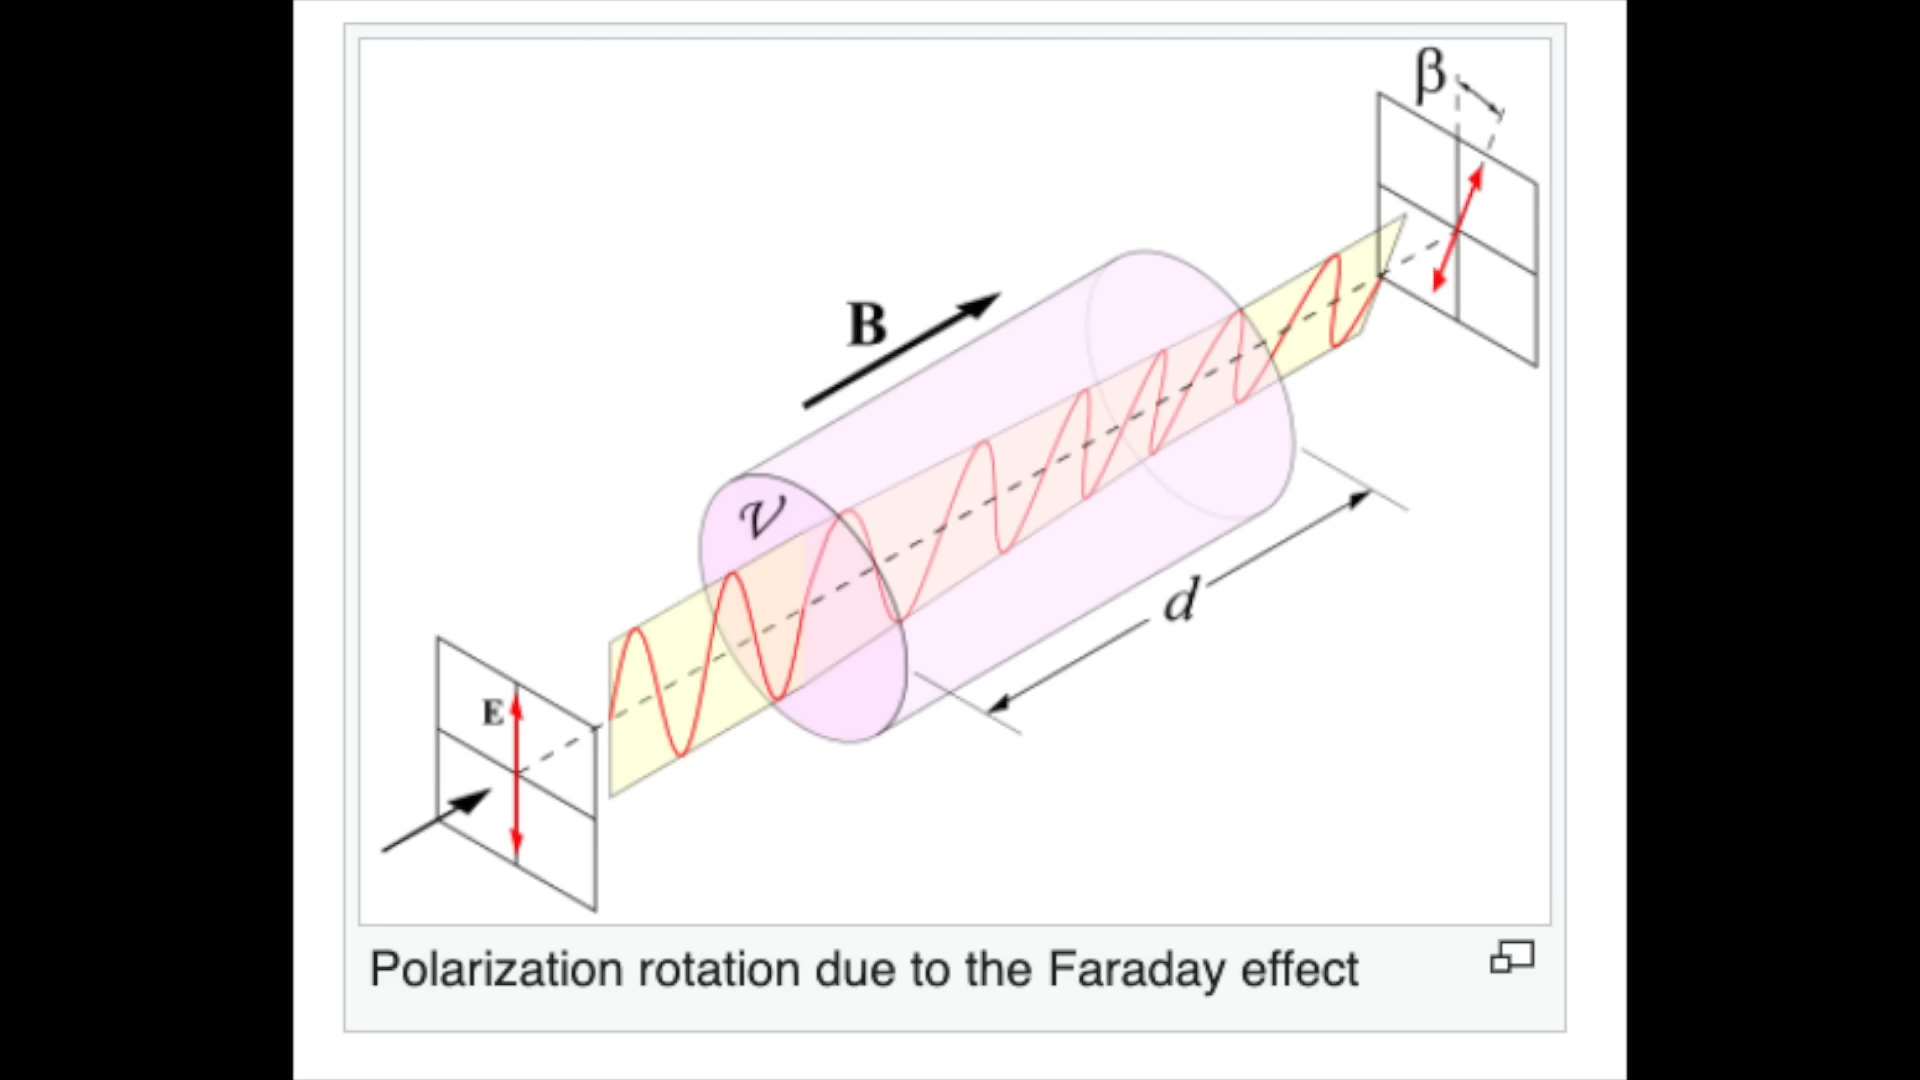 β
B
𝒱
d
E
Polarization rotation due to the Faraday effect